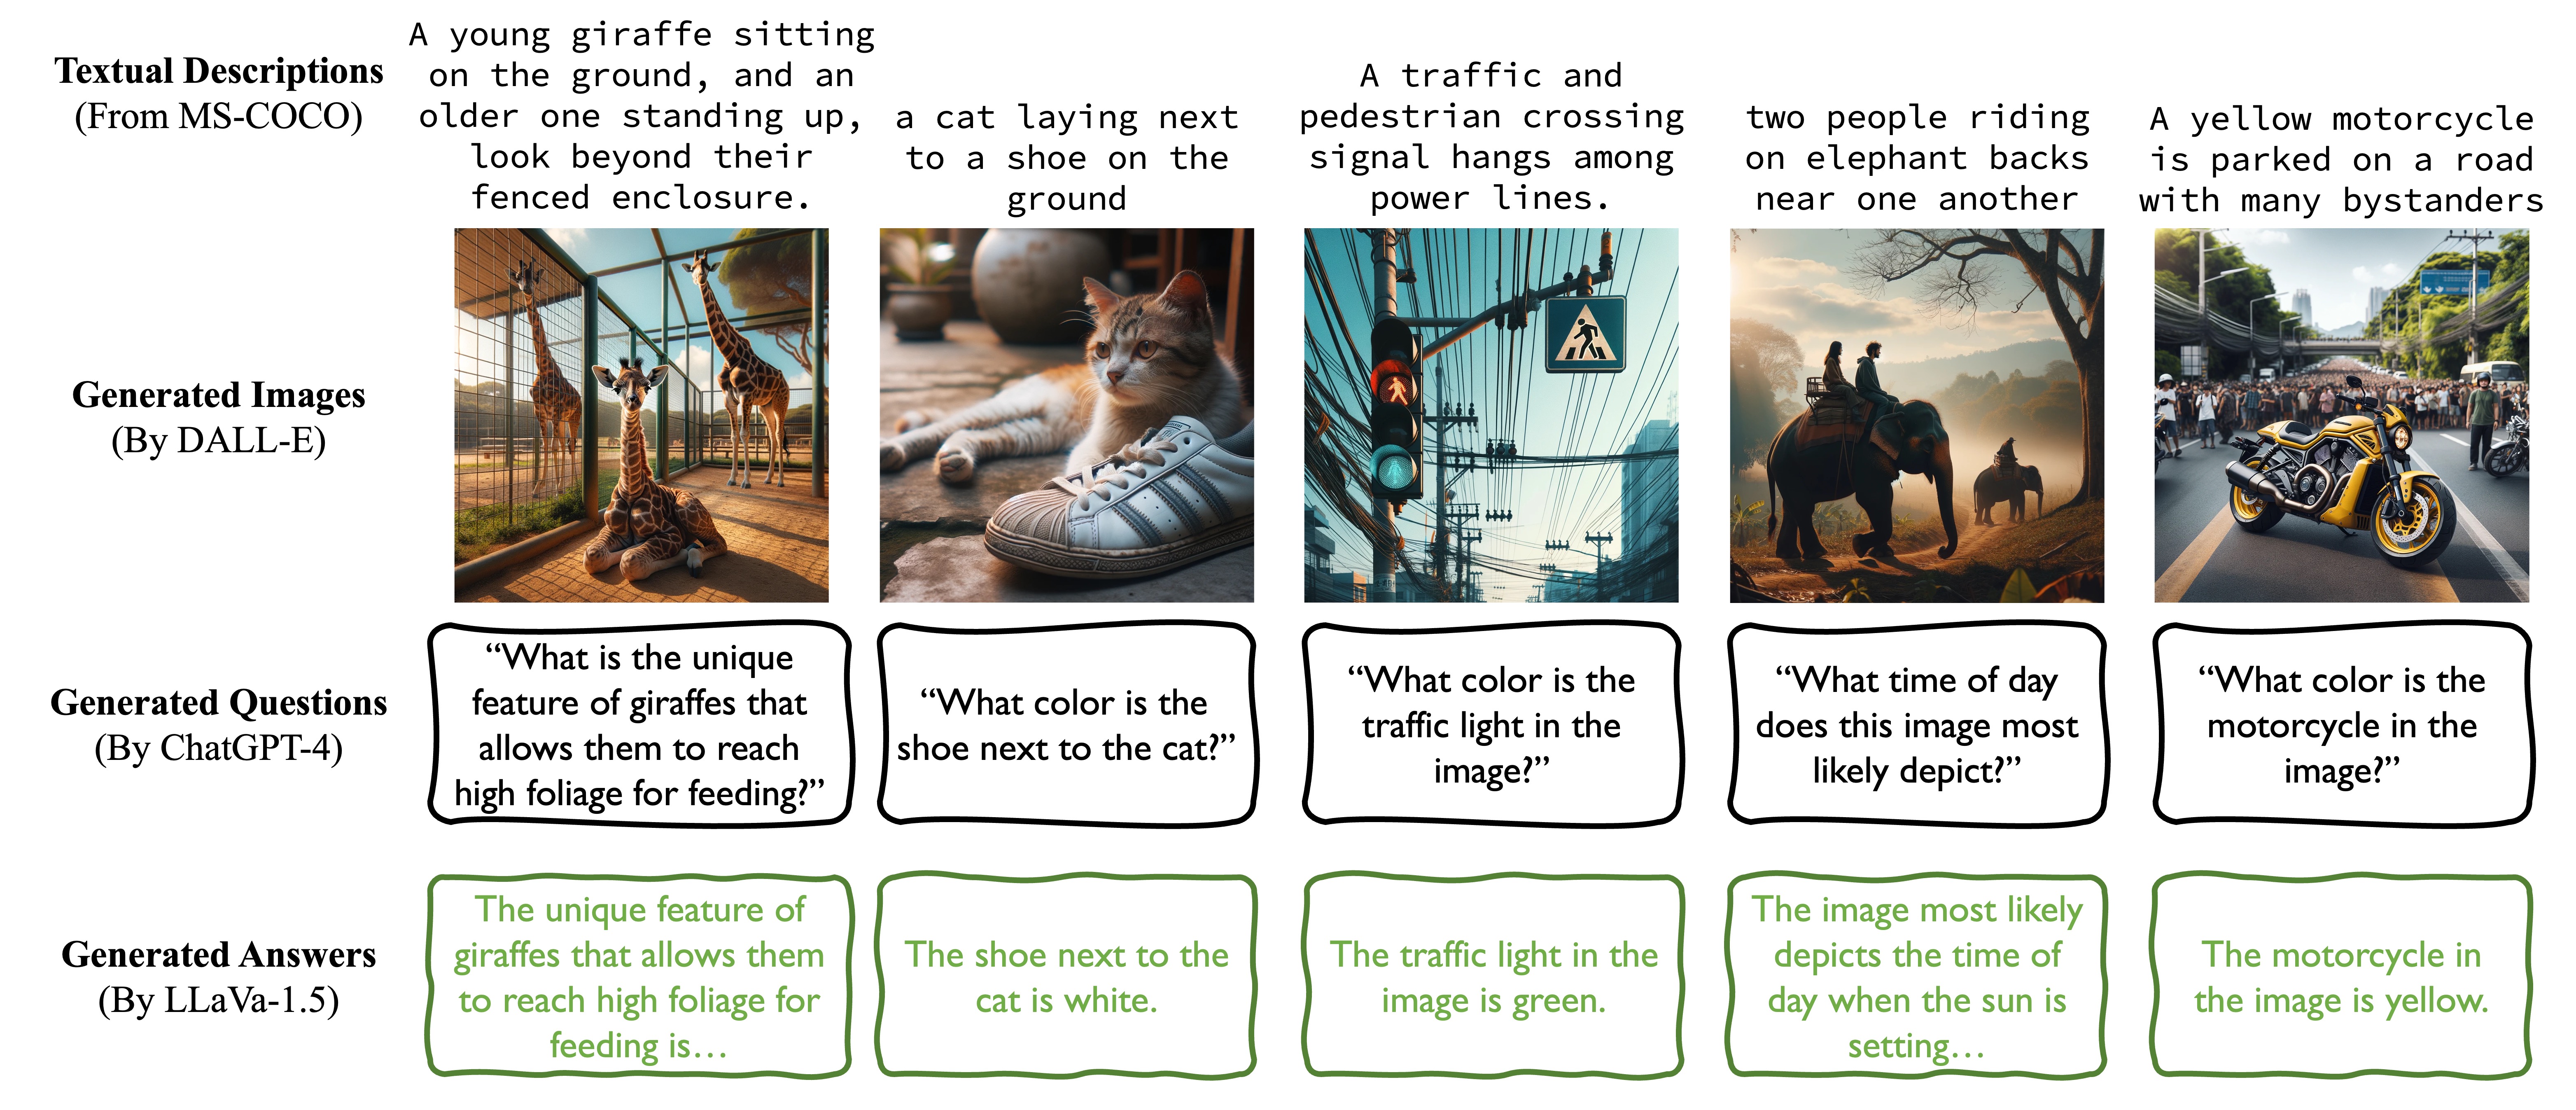 Textual Descriptions
(From MS-COCO)
A young giraffe sitting
on the ground, and an
older one standing up,
look beyond their
fenced enclosure.
a cat laying next
to a shoe on the
ground
A traffic and
pedestrian crossing
signal hangs among
power lines.
two people riding
on elephant backs
near one another
A yellow motorcycle
is parked on a road
with many bystanders
Generated Images
(By DALL-E)
Generated Questions
(By ChatGPT-4)
“What is the unique
feature of giraffes that
allows them to reach
high foliage for feeding?”
“What color is the
shoe next to the cat?”
“What color is the
traffic light in the
image?”
“What time of day
does this image most
likely depict?”
“What color is the
motorcycle in the
image?”
Generated Answers
(By LLaVa-1.5)
The unique feature of
giraffes that allows them
to reach high foliage for
feeding is…
The shoe next to the
cat is white.
The traffic light in the
image is green.
The image most likely
depicts the time of
day when the sun is
setting…
The motorcycle in
the image is yellow.